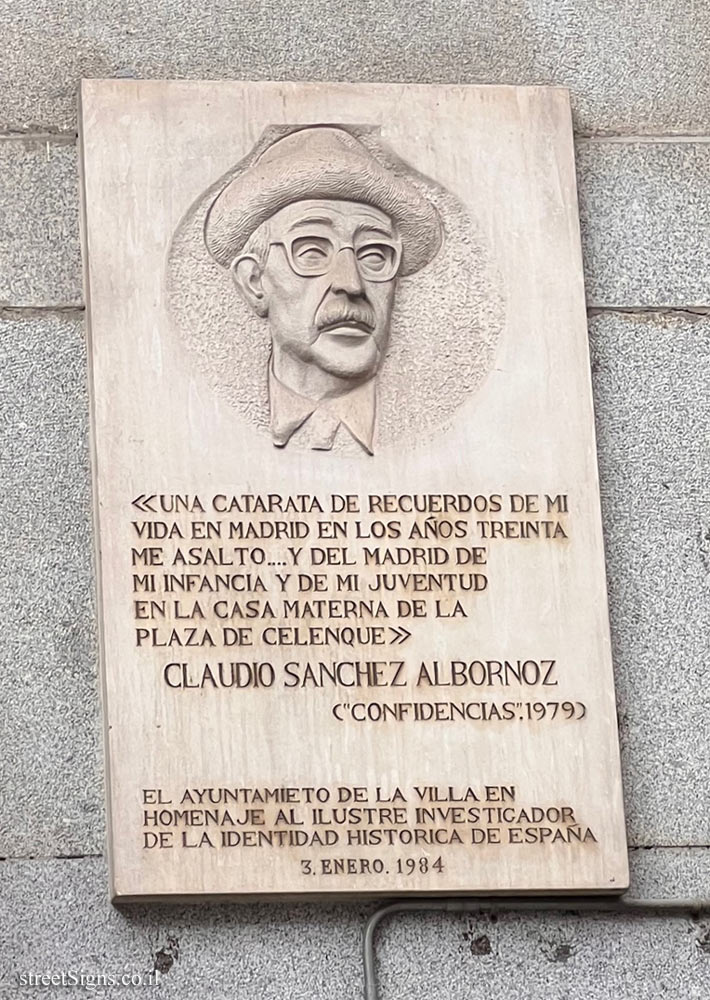 ≪UNA CATARATA DE RECUERDOS DE MI
VIDA EN MADRID EN LOS AÑOS TREINTA
ME ASALTO....Y DEL MADRID DE
MI INFANCIA Y DE MI JUVENTUD
EN LA CASA MATERNA DE LA
PLAZA DE CELENQUE≫
CLAUDIO SANCHEZ ALBORNOZ
("CONFIDENCIAS".1979)
EL AYUNTAMIETO DE LA VILLA EN
HOMENAJE AL ILUSTRE INVESTIGADOR
DE LA IDENTIDAD HISTORICA DE ESPAÑA
3. ENERO. 1984
streetSigns.co.il